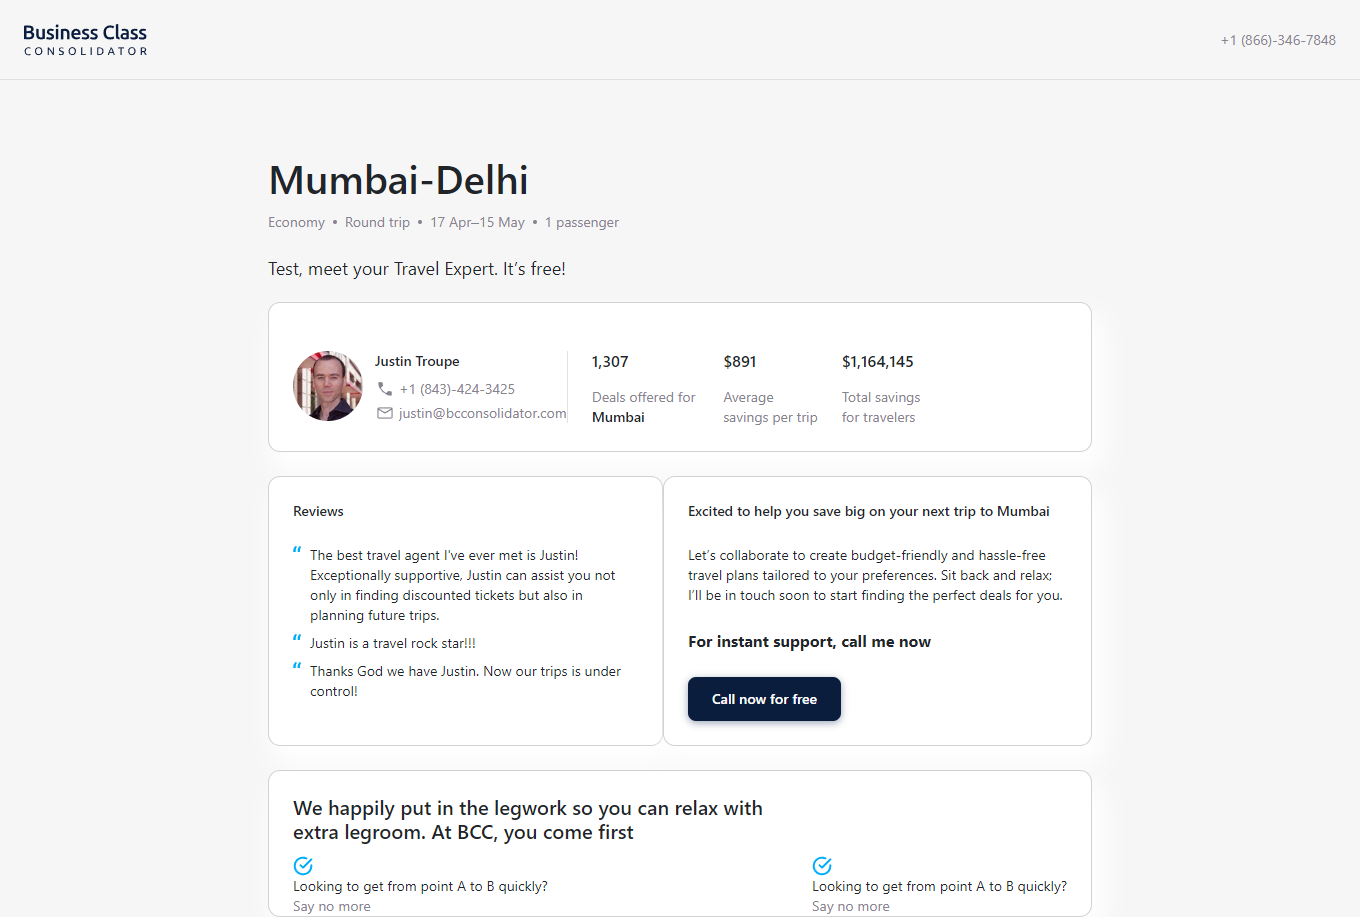 Business Class
CONSOLIDATOR
+1 (866)-346-7848
Mumbai-Delhi
Economy • Round trip • 17 Apr–15 May • 1 passenger
Test, meet your Travel Expert. It’s free!
Justin Troupe
+1 (843)-424-3425
justin@bcconsolidator.com
1,307
Deals offered for
Mumbai
$891
Average
savings per trip
$1,164,145
Total savings
for travelers
Reviews
“ The best travel agent I've ever met is Justin!
Exceptionally supportive, Justin can assist you not
only in finding discounted tickets but also in
planning future trips.
“ Justin is a travel rock star!!!
“ Thanks God we have Justin. Now our trips is under
control!
Excited to help you save big on your next trip to Mumbai
Let’s collaborate to create budget-friendly and hassle-free
travel plans tailored to your preferences. Sit back and relax;
I’ll be in touch soon to start finding the perfect deals for you.
For instant support, call me now
Call now for free
We happily put in the legwork so you can relax with
extra legroom. At BCC, you come first
Looking to get from point A to B quickly?
Say no more
Looking to get from point A to B quickly?
Say no more